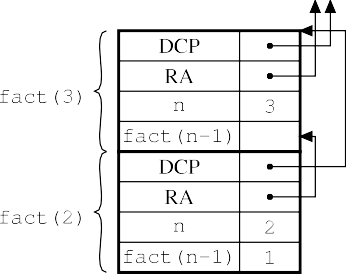 DCP
RA
fact(3)
n 3
fact(n-1)
DCP
RA
fact(2)
n 2
fact(n-1) 1